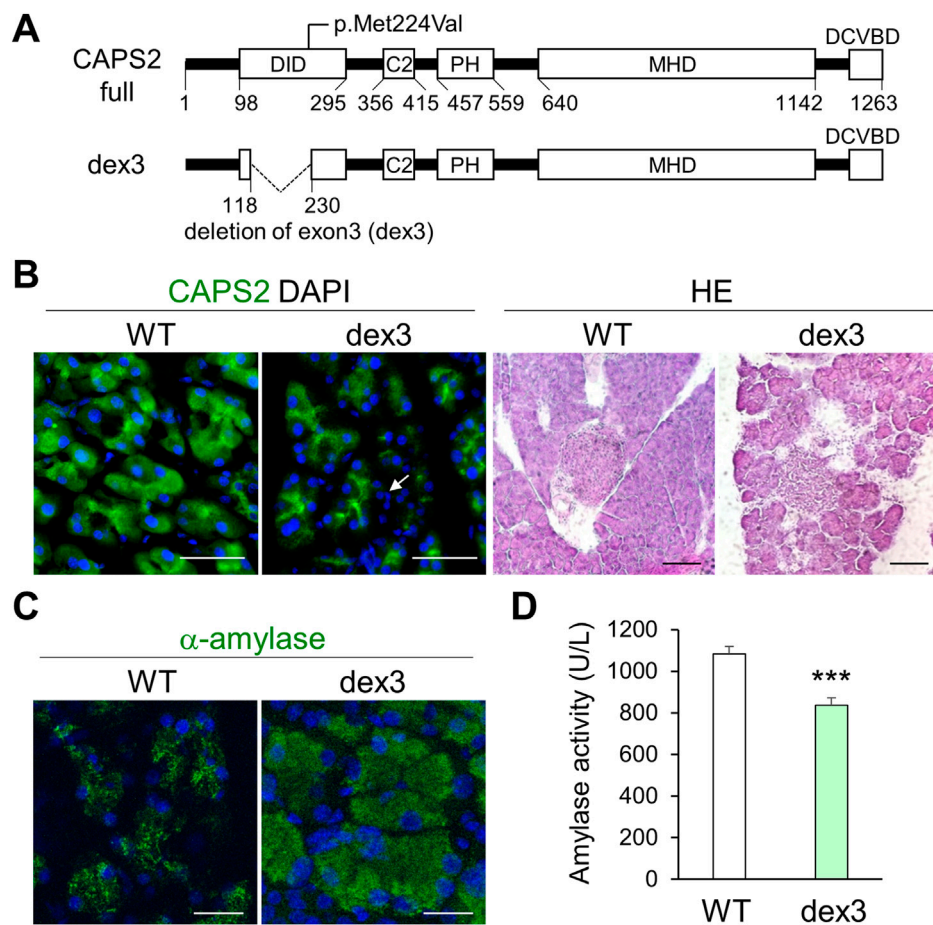 A
p.Met224Val
CAPS2 full
DID
C2
PH
MHD
DCVBD
1 98 295 356 415 457 559 640 1142 1263
dex3
C2
PH
MHD
DCVBD
118 230
deletion of exon3 (dex3)
B
CAPS2 DAPI
WT dex3
HE
WT dex3
C
α-amylase
WT dex3
D
Amylase activity (U/L)
1200
1000
800
600
400
200
0
***
WT dex3